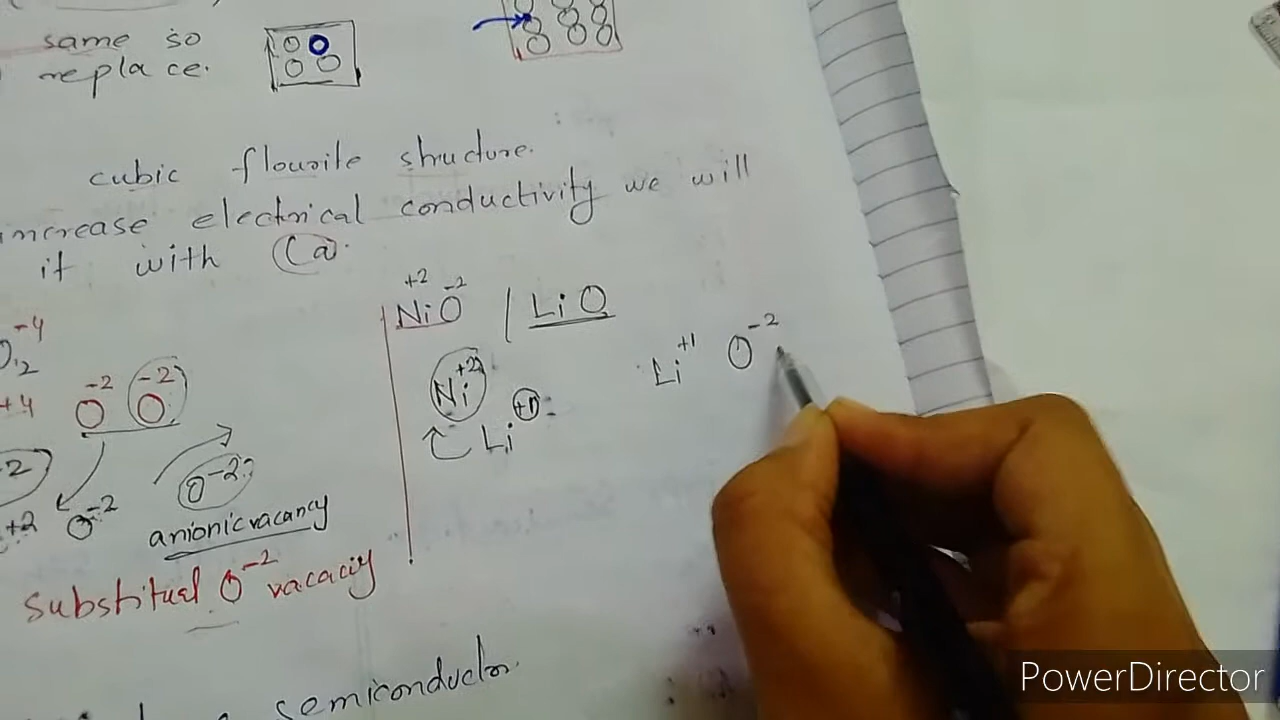 same so
replace.
cubic flourite structure.
increase electrical conductivity we will
it with Ca.
+2 -2
NiO / LiO
-4
O2
+4
-2 -2
O O
Ni+2
Li+1
Li+1 O-2
O-2
+2 O-2
anionic vacancy
substitual O-2 vacaciy
semiconductor.
PowerDirector